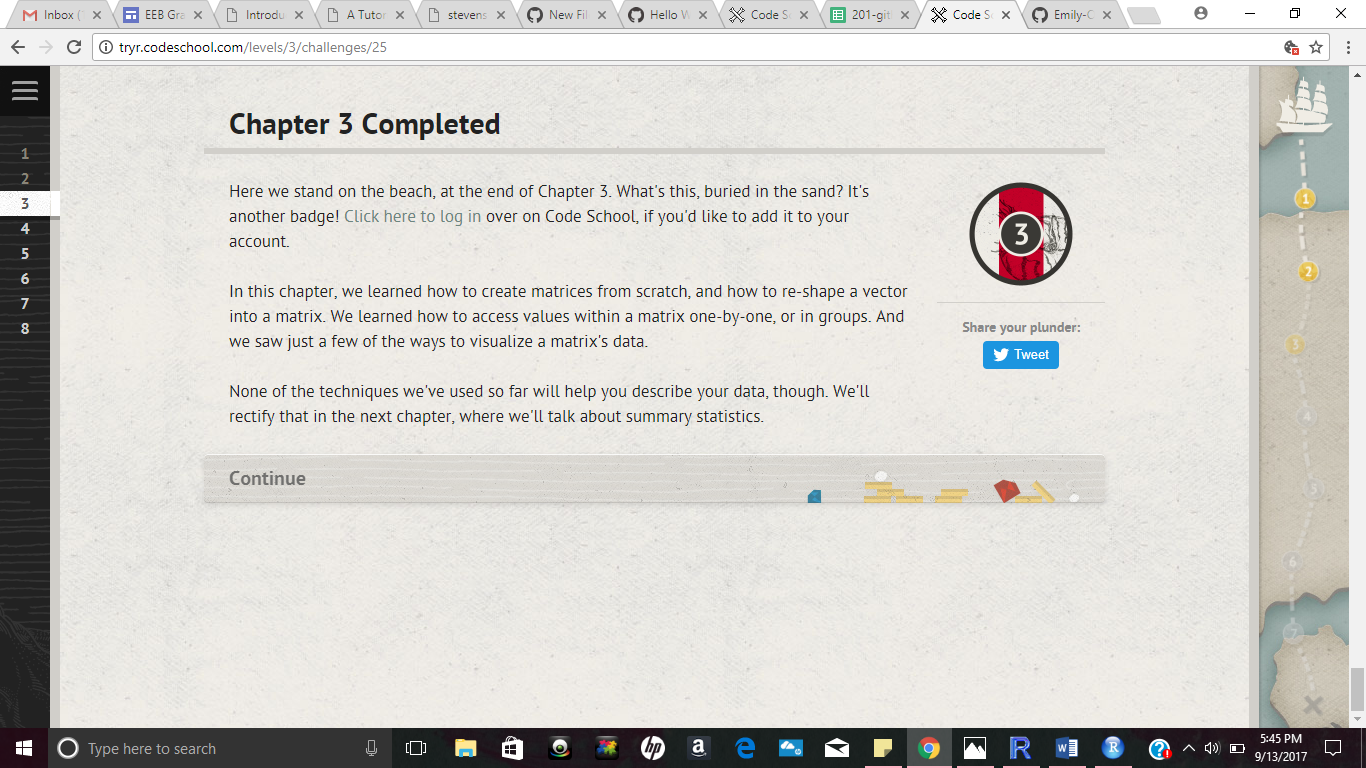 Inbox (
EEB Gra
Introdu
A Tutor
stevens
New Fil
Hello W
Code Sc
201-git
Code Sc
Emily-C
tryr.codeschool.com/levels/3/challenges/25
Chapter 3 Completed
1
2
3
4
5
6
7
8
Here we stand on the beach, at the end of Chapter 3. What's this, buried in the sand? It's
another badge! Click here to log in over on Code School, if you'd like to add it to your
account.
In this chapter, we learned how to create matrices from scratch, and how to re-shape a vector
into a matrix. We learned how to access values within a matrix one-by-one, or in groups. And
we saw just a few of the ways to visualize a matrix's data.
None of the techniques we've used so far will help you describe your data, though. We'll
rectify that in the next chapter, where we'll talk about summary statistics.
3
Share your plunder:
Tweet
Continue
1
2
3
4
5
6
7
Type here to search
hp
a
R
W
R
5:45 PM
9/13/2017